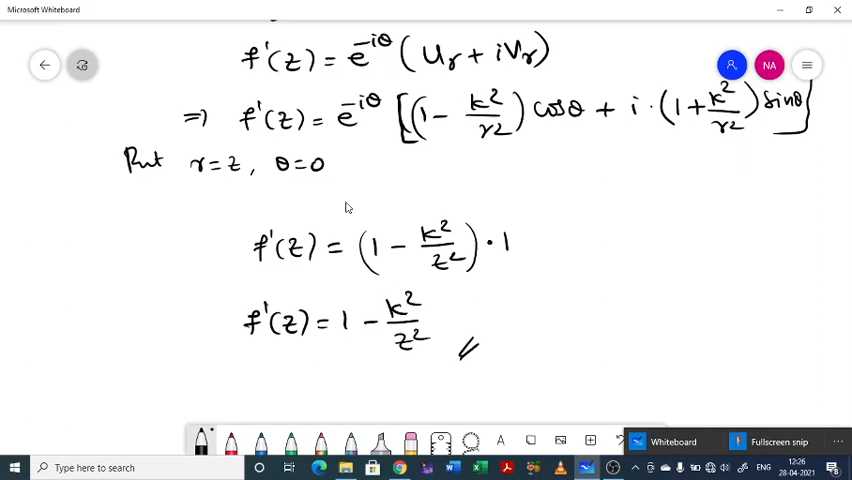 Microsoft Whiteboard
f'(z) = e^{-iθ} (U_r + iV_r)
NA
⇒ f'(z) = e^{-iθ} [(1 - k²/r²) cosθ + i · (1 + k²/r²) sinθ]
Put r = z, θ = 0
f'(z) = (1 - k²/z²) · 1
f'(z) = 1 - k²/z² //
A
Whiteboard Fullscreen snip
Type here to search
ENG
12:26
28-04-2021